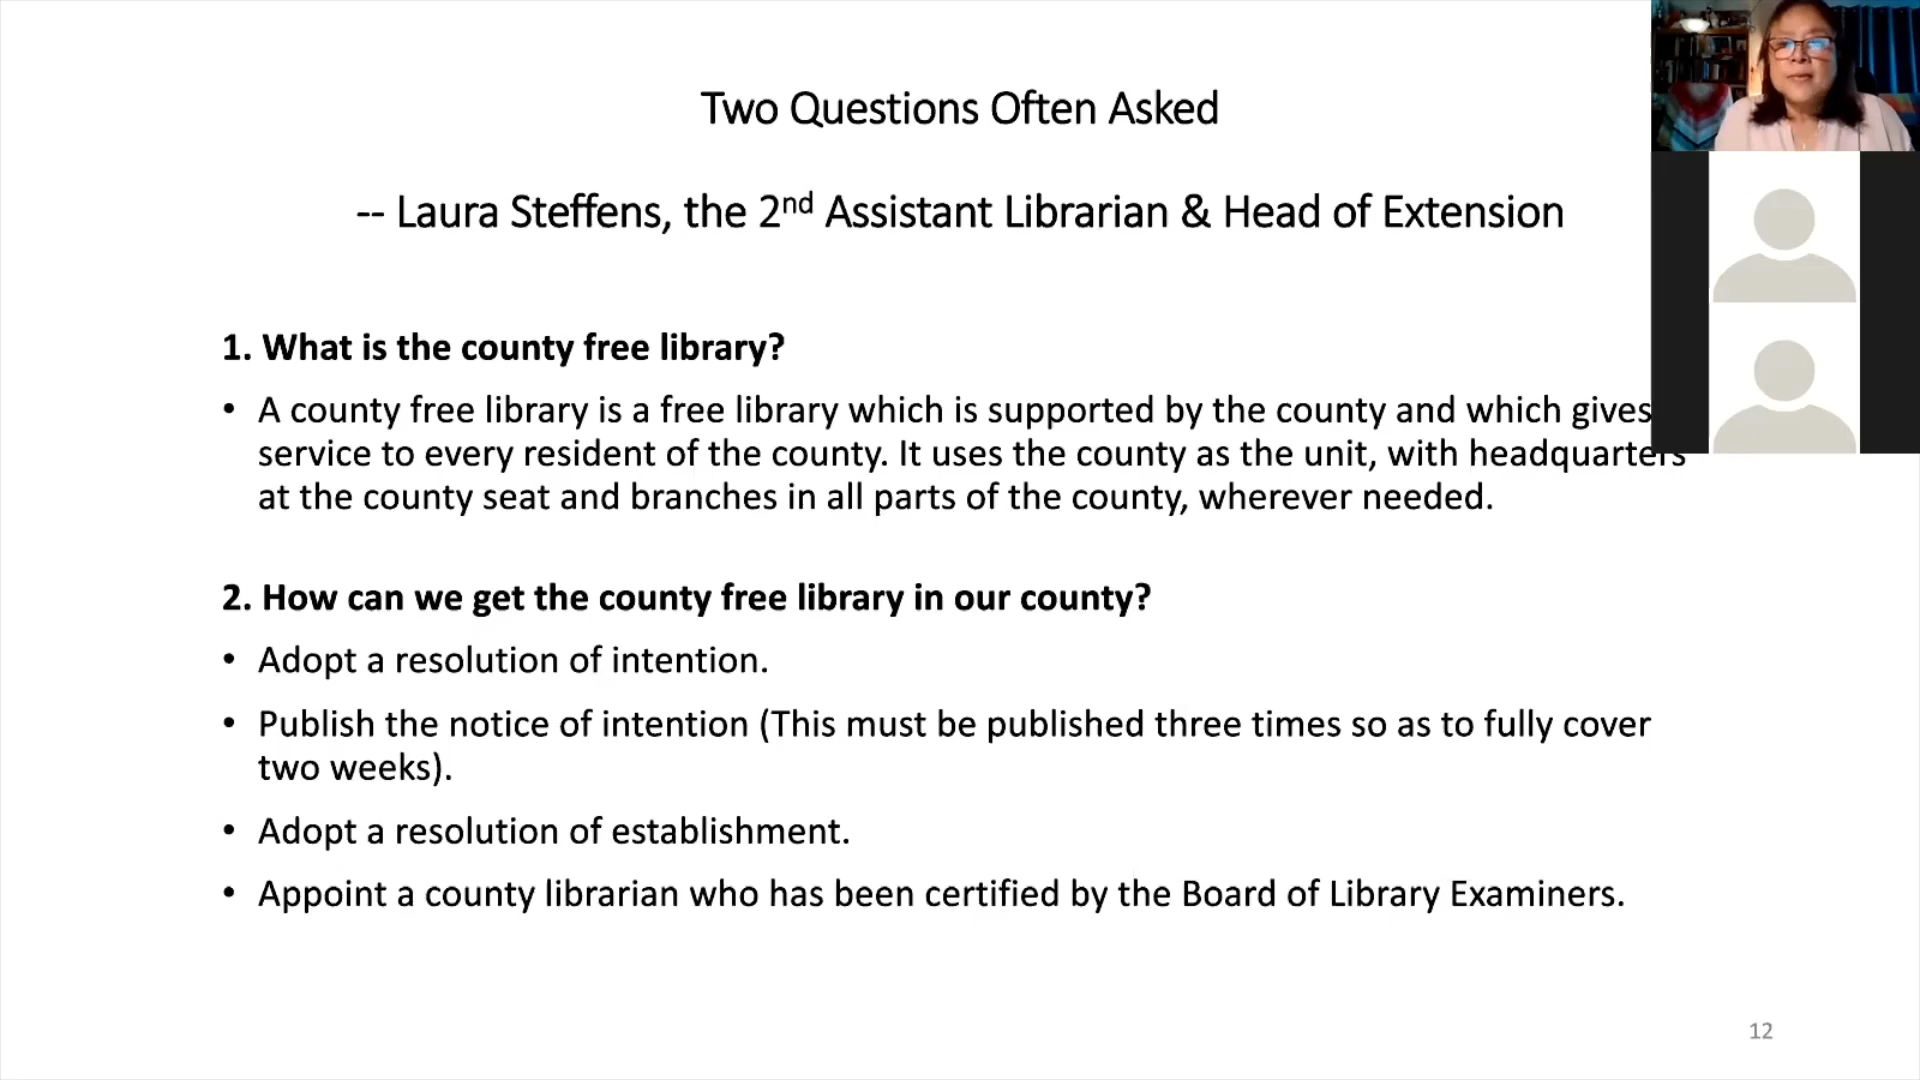 Two Questions Often Asked
-- Laura Steffens, the 2nd Assistant Librarian & Head of Extension
1. What is the county free library?
• A county free library is a free library which is supported by the county and which gives
service to every resident of the county. It uses the county as the unit, with headquarters
at the county seat and branches in all parts of the county, wherever needed.
2. How can we get the county free library in our county?
• Adopt a resolution of intention.
• Publish the notice of intention (This must be published three times so as to fully cover
two weeks).
• Adopt a resolution of establishment.
• Appoint a county librarian who has been certified by the Board of Library Examiners.
12